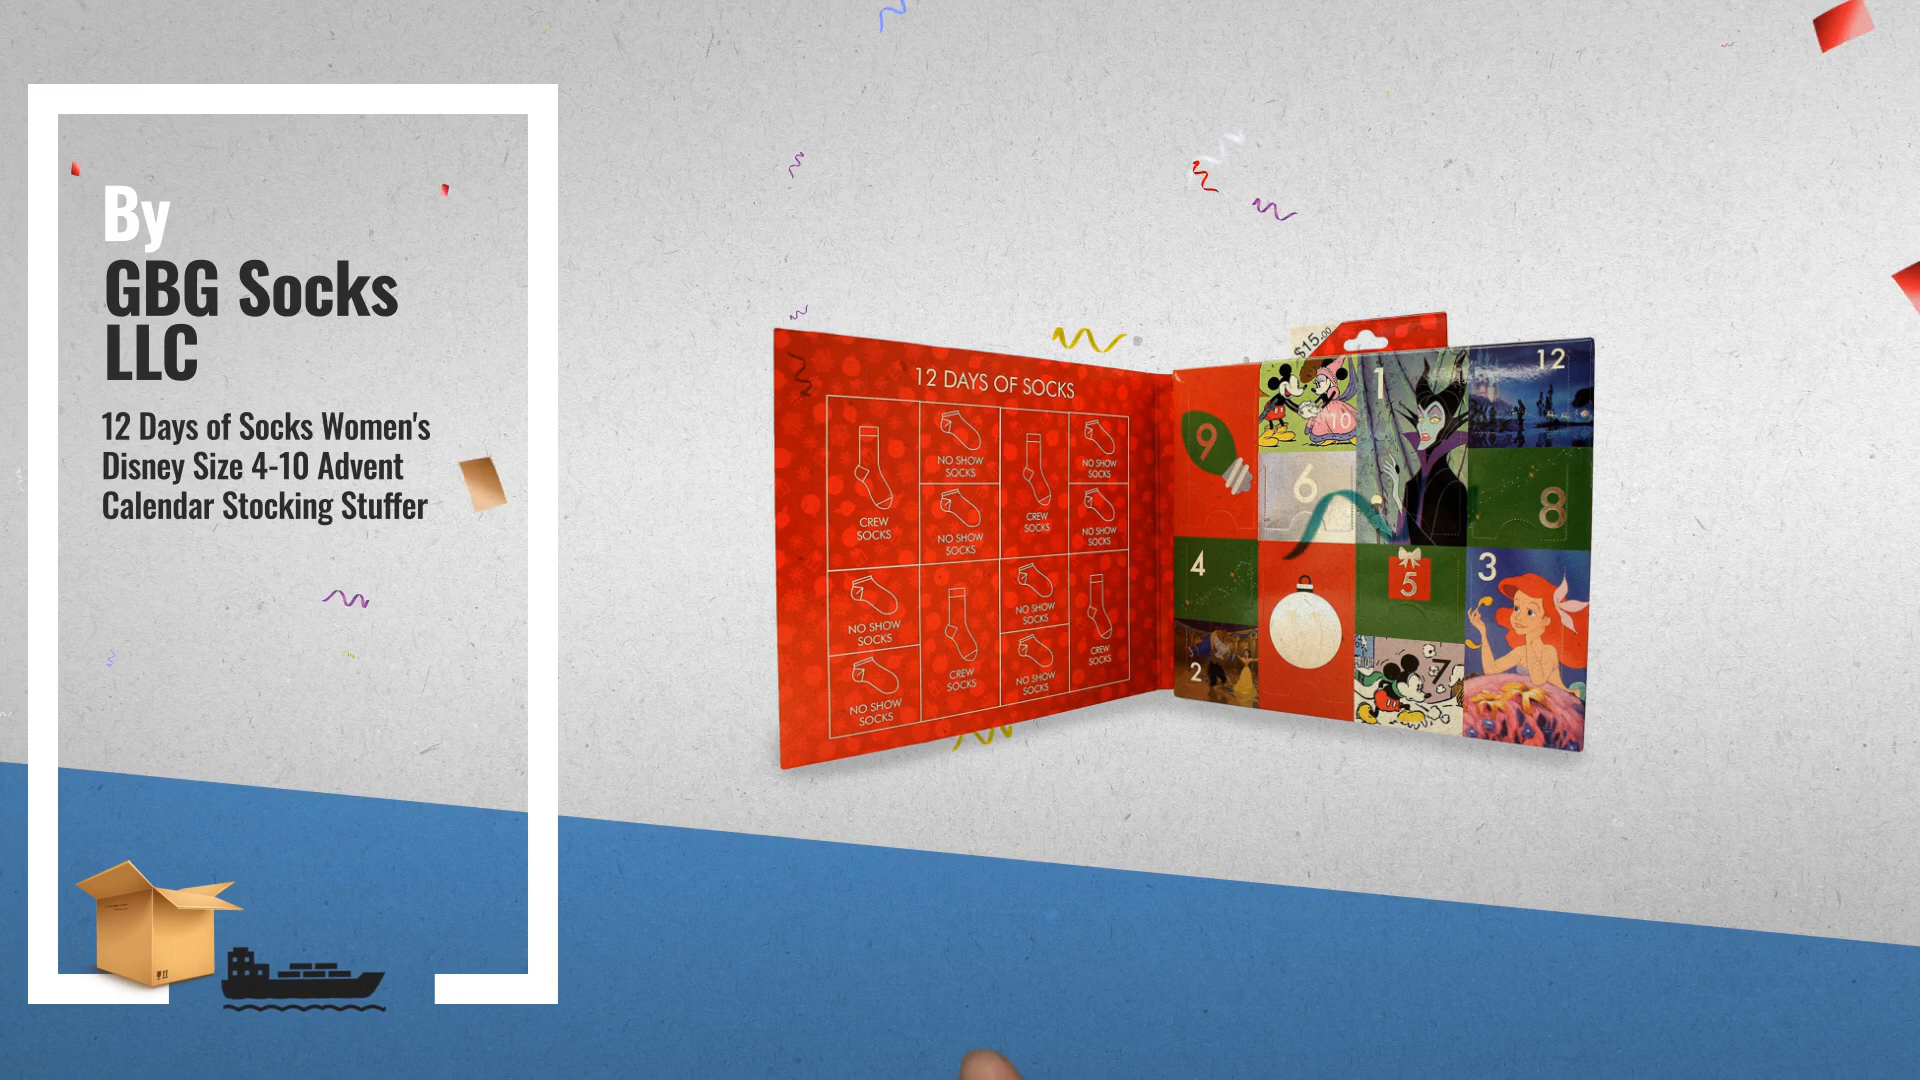 By
GBG Socks
LLC
12 Days of Socks Women's
Disney Size 4-10 Advent
Calendar Stocking Stuffer
12 DAYS OF SOCKS
CREW
SOCKS
NO SHOW
SOCKS
NO SHOW
SOCKS
CREW
SOCKS
NO SHOW
SOCKS
NO SHOW
SOCKS
NO SHOW
SOCKS
NO SHOW
SOCKS
CREW
SOCKS
NO SHOW
SOCKS
NO SHOW
SOCKS
CREW
SOCKS
$15.00
9
10
1
12
6
8
4
5
3
2
7